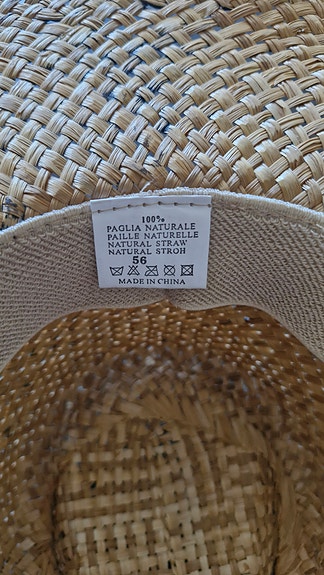 100%
PAGLIA NATURALE
PAILLE NATURELLE
NATURAL STRAW
NATURAL STROH
56
MADE IN CHINA